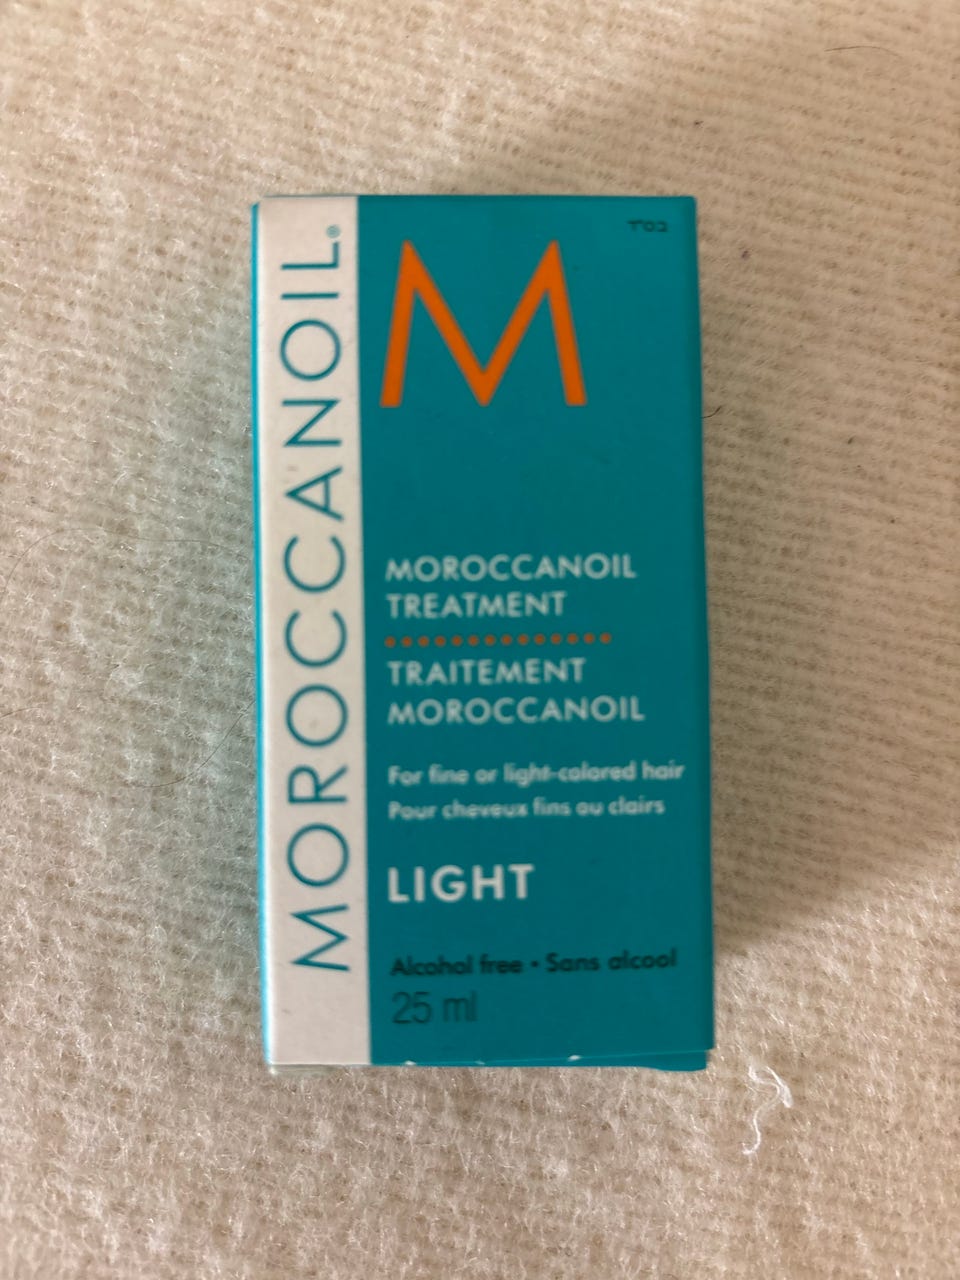 MOROCCANOIL®
M
בס"ד
MOROCCANOIL
TREATMENT
TRAITEMENT
MOROCCANOIL
For fine or light-colored hair
Pour cheveux fins ou clairs
LIGHT
Alcohol free • Sans alcool
25 ml